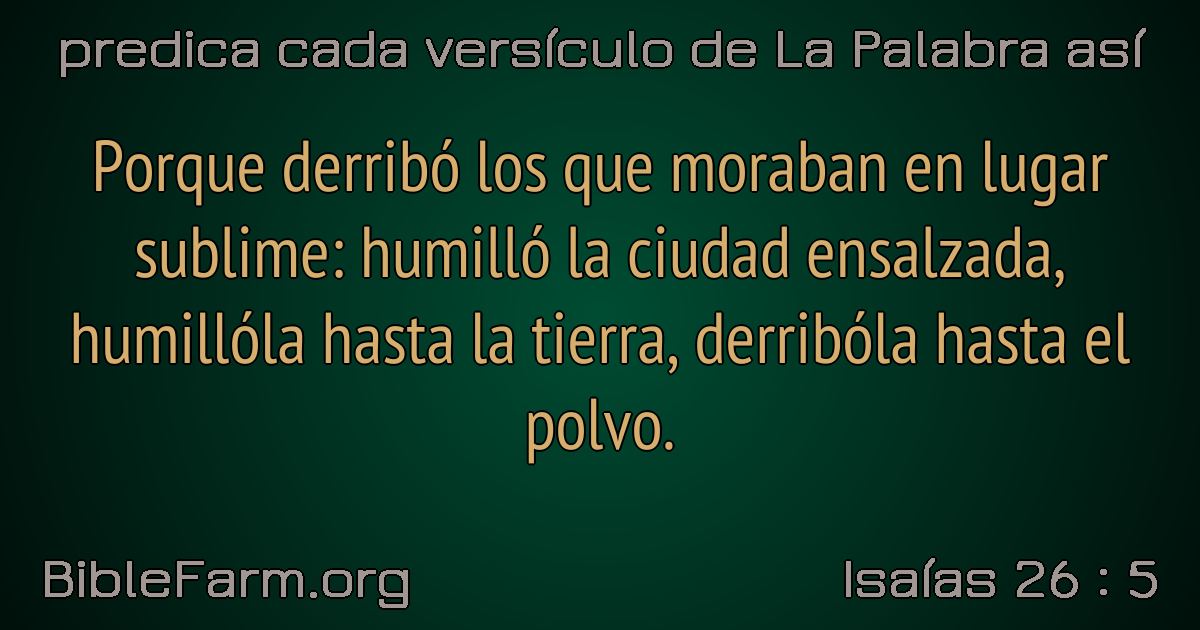 predica cada versículo de La Palabra así
Porque derribó los que moraban en lugar
sublime: humilló la ciudad ensalzada,
humillóla hasta la tierra, derribóla hasta el
polvo.
BibleFarm.org
Isaías 26 : 5